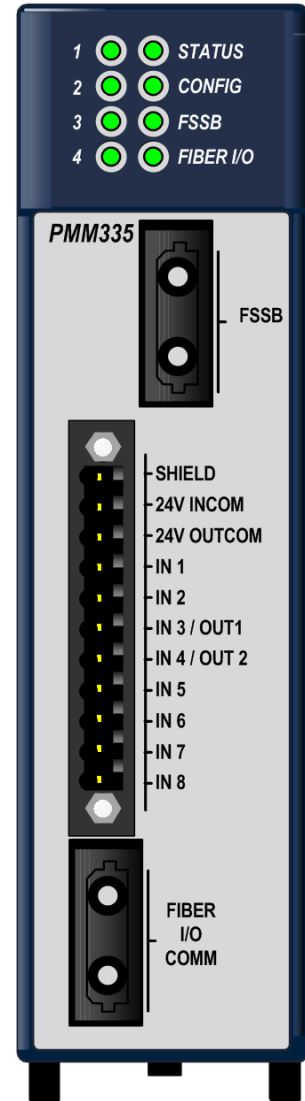 1 STATUS
2 CONFIG
3 FSSB
4 FIBER I/O
PMM335
FSSB
SHIELD
24V INCOM
24V OUTCOM
IN 1
IN 2
IN 3 / OUT1
IN 4 / OUT 2
IN 5
IN 6
IN 7
IN 8
FIBER
I/O
COMM